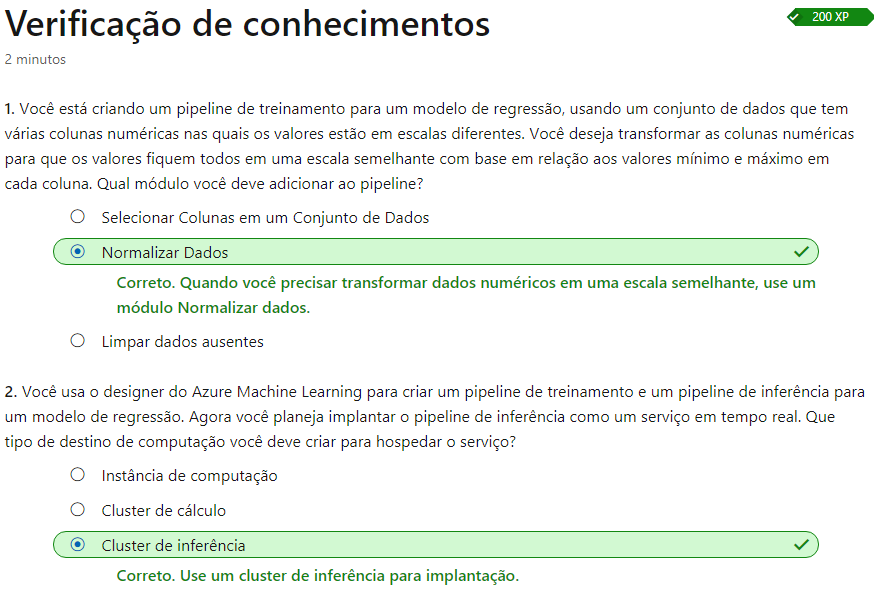 Verificação de conhecimentos
200 XP
2 minutos
1. Você está criando um pipeline de treinamento para um modelo de regressão, usando um conjunto de dados que tem
várias colunas numéricas nas quais os valores estão em escalas diferentes. Você deseja transformar as colunas numéricas
para que os valores fiquem todos em uma escala semelhante com base em relação aos valores mínimo e máximo em
cada coluna. Qual módulo você deve adicionar ao pipeline?
Selecionar Colunas em um Conjunto de Dados
Normalizar Dados
Correto. Quando você precisar transformar dados numéricos em uma escala semelhante, use um
módulo Normalizar dados.
Limpar dados ausentes
2. Você usa o designer do Azure Machine Learning para criar um pipeline de treinamento e um pipeline de inferência para
um modelo de regressão. Agora você planeja implantar o pipeline de inferência como um serviço em tempo real. Que
tipo de destino de computação você deve criar para hospedar o serviço?
Instância de computação
Cluster de cálculo
Cluster de inferência
Correto. Use um cluster de inferência para implantação.